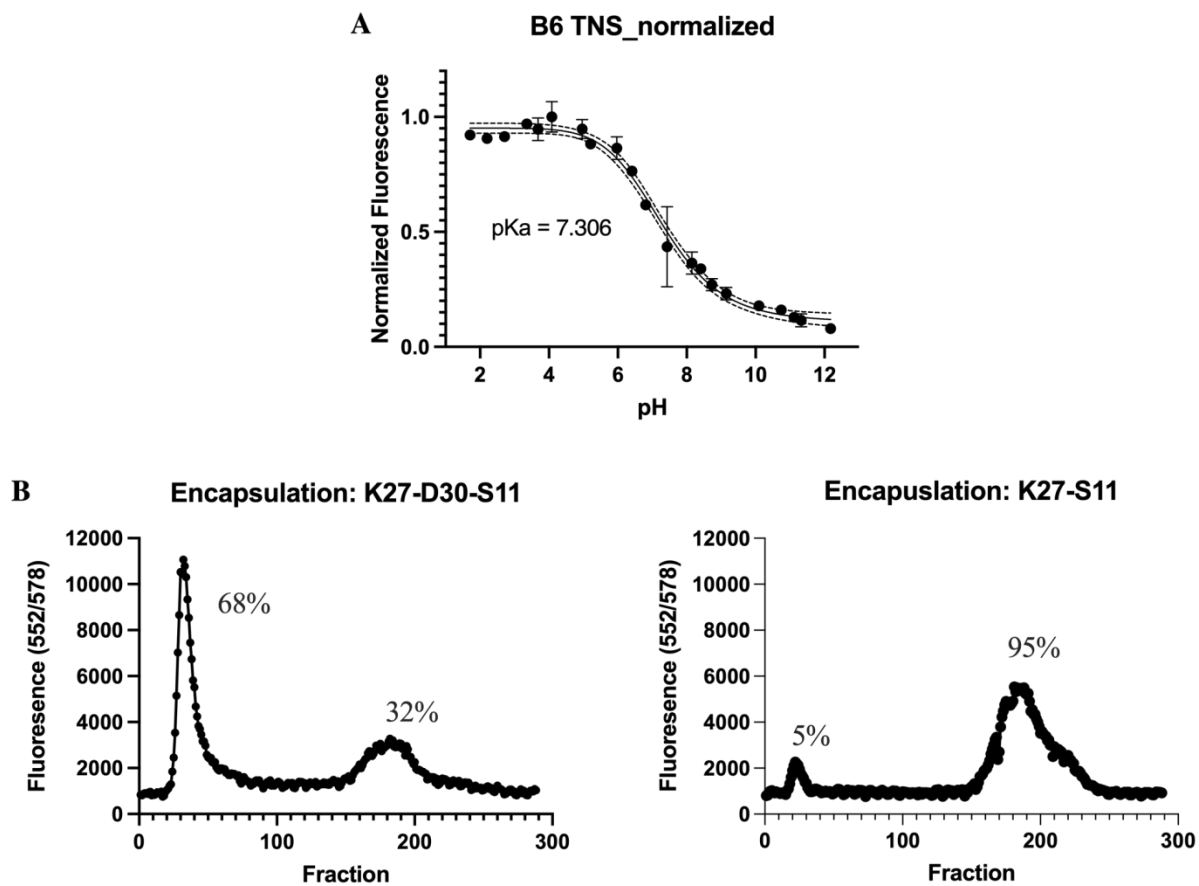 A
B6 TNS_normalized
Normalized Fluorescence
1.0
0.5
0.0
pKa = 7.306
2 4 6 8 10 12
pH
B
Encapsulation: K27-D30-S11
Fluoresence (552/578)
12000
10000
8000
6000
4000
2000
0
68%
32%
0 100 200 300
Fraction
Encapuslation: K27-S11
Fluoresence (552/578)
12000
10000
8000
6000
4000
2000
0
5%
95%
0 100 200 300
Fraction